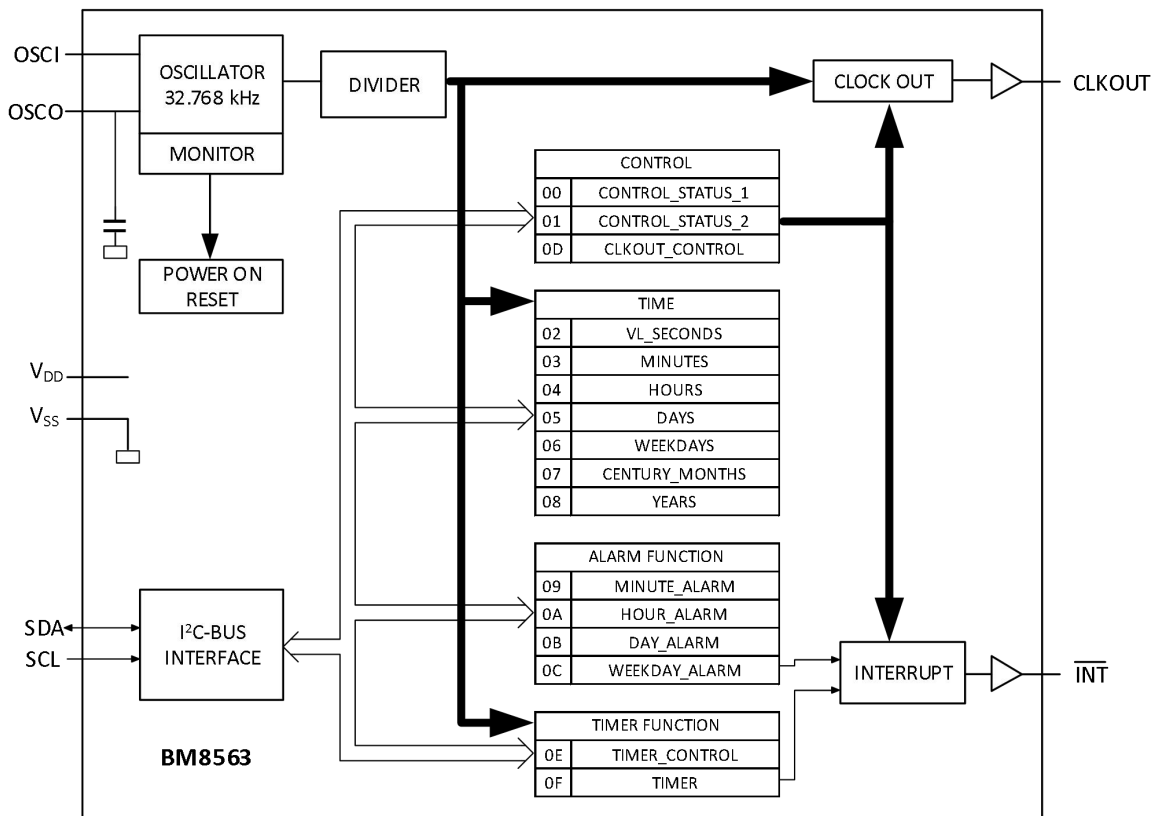 OSCI
OSCO
OSCILLATOR
32.768 kHz
MONITOR
DIVIDER
CLOCK OUT
CLKOUT
POWER ON
RESET
CONTROL
00 CONTROL_STATUS_1
01 CONTROL_STATUS_2
0D CLKOUT_CONTROL
TIME
02 VL_SECONDS
03 MINUTES
04 HOURS
05 DAYS
06 WEEKDAYS
07 CENTURY_MONTHS
08 YEARS
VDD
VSS
ALARM FUNCTION
09 MINUTE_ALARM
0A HOUR_ALARM
0B DAY_ALARM
0C WEEKDAY_ALARM
SDA
SCL
I²C-BUS
INTERFACE
INTERRUPT
INT
TIMER FUNCTION
0E TIMER_CONTROL
0F TIMER
BM8563